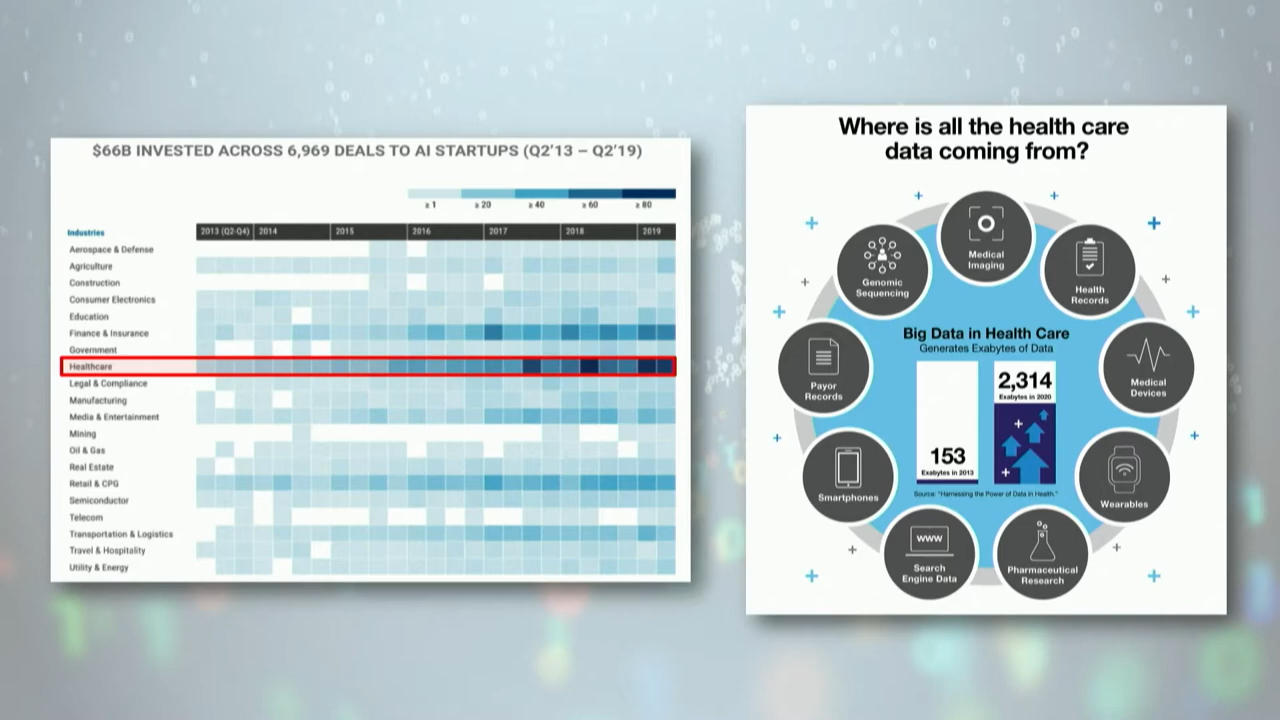 $66B INVESTED ACROSS 6,969 DEALS TO AI STARTUPS (Q2'13 – Q2'19)
≥ 1 ≥ 20 ≥ 40 ≥ 60 ≥ 80
Industries 2013 (Q2-Q4) 2014 2015 2016 2017 2018 2019
Aerospace & Defense
Agriculture
Construction
Consumer Electronics
Education
Finance & Insurance
Government
Healthcare
Legal & Compliance
Manufacturing
Media & Entertainment
Mining
Oil & Gas
Real Estate
Retail & CPG
Semiconductor
Telecom
Transportation & Logistics
Travel & Hospitality
Utility & Energy
Where is all the health care
data coming from?
Medical
Imaging
Genomic
Sequencing
Health
Records
Big Data in Health Care
Generates Exabytes of Data
Payor
Records
Medical
Devices
2,314
Exabytes in 2020
153
Exabytes in 2013
Source: "Harnessing the Power of Data in Health."
Smartphones
Wearables
WWW
Search
Engine Data
Pharmaceutical
Research